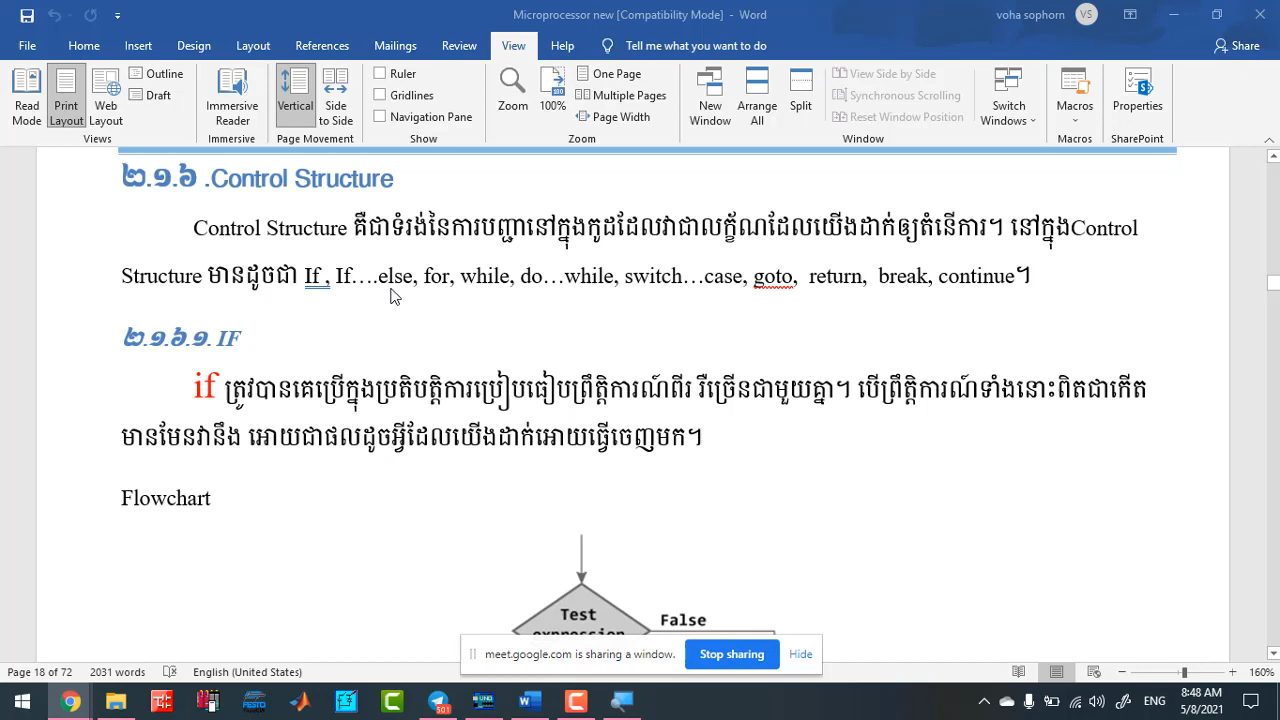 Microprocessor new [Compatibility Mode] - Word
voha sophorn VS
File Home Insert Design Layout References Mailings Review View Help Tell me what you want to do Share
Read Mode
Print Layout
Web Layout
Outline
Draft
Views
Immersive Reader
Immersive
Vertical
Side to Side
Page Movement
Ruler
Gridlines
Navigation Pane
Show
Zoom
100%
One Page
Multiple Pages
Page Width
Zoom
New Window
Arrange All
Split
View Side by Side
Synchronous Scrolling
Reset Window Position
Window
Switch Windows
Macros
Macros
Properties
SharePoint
២.១.៦ .Control Structure
Control Structure គឺជាទំរង់នៃការបញ្ជានៅក្នុងកូដដែលវាជាលក្ខ័ណដែលយើងដាក់ឲ្យតំនើការ។ នៅក្នុងControl
Structure មានដូចជា If , If….else, for, while, do…while, switch…case, goto, return, break, continue។
២.១.៦.១. IF
if ត្រូវបានគេប្រើក្នុងប្រតិបត្តិការប្រៀបធៀបព្រឹត្តិការណ៍ពីរ រឺច្រើនជាមួយគ្នា។ បើព្រឹត្តិការណ៍ទាំងនោះពិតជាកើត
មានមែនវានឹង អោយជាផលដូចអ្វីដែលយើងដាក់អោយធ្វើចេញមក។
Flowchart
Test
expression
False
meet.google.com is sharing a window. Stop sharing Hide
Page 18 of 72 2031 words English (United States) 160%
ENG 8:48 AM
5/8/2021